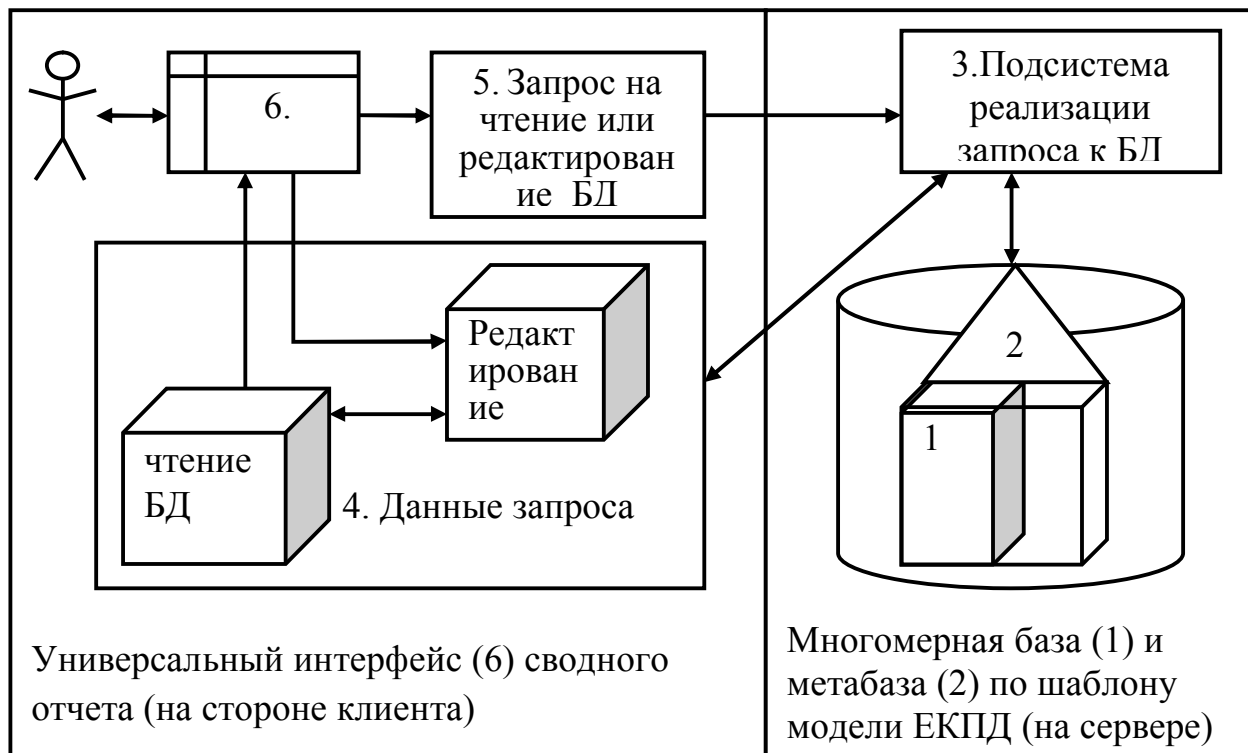 6.
5. Запрос на
чтение или
редактирован
ие БД
3.Подсистема
реализации
запроса к БД
Редакт
ирован
ие
чтение
БД
4. Данные запроса
2
1
Универсальный интерфейс (6) сводного
отчета (на стороне клиента)
Многомерная база (1) и
метабаза (2) по шаблону
модели ЕКПД (на сервере)